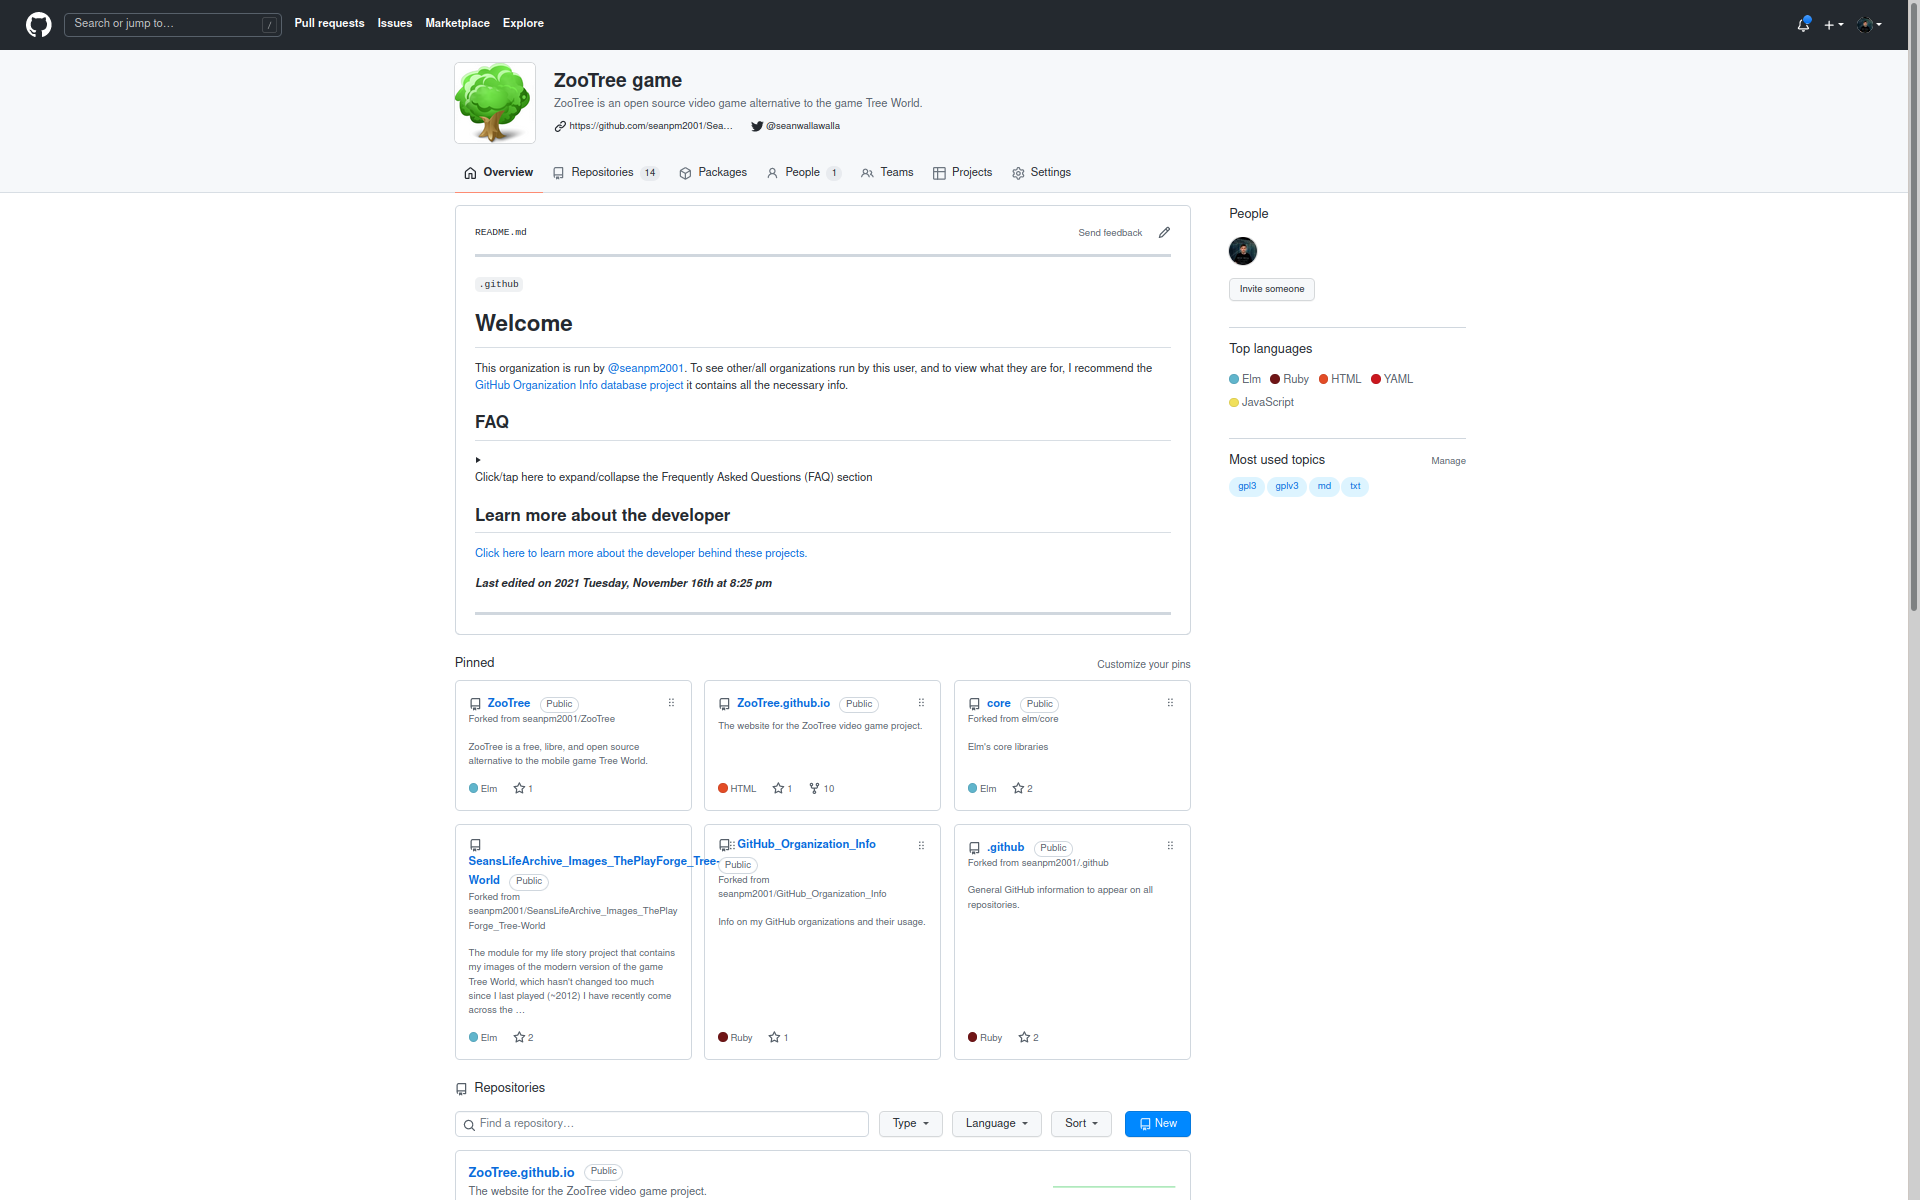 Search or jump to…
/
Pull requests
Issues
Marketplace
Explore
ZooTree game
ZooTree is an open source video game alternative to the game Tree World.
https://github.com/seanpm2001/Sea…
@seanwallawalla
Overview
Repositories 14
Packages
People 1
Teams
Projects
Settings
README.md
Send feedback
.github
Welcome
This organization is run by @seanpm2001. To see other/all organizations run by this user, and to view what they are for, I recommend the
GitHub Organization Info database project it contains all the necessary info.
FAQ
Click/tap here to expand/collapse the Frequently Asked Questions (FAQ) section
Learn more about the developer
Click here to learn more about the developer behind these projects.
Last edited on 2021 Tuesday, November 16th at 8:25 pm
People
Invite someone
Top languages
Elm Ruby HTML YAML
JavaScript
Most used topics
Manage
gpl3 gplv3 md txt
Pinned
Customize your pins
ZooTree Public
Forked from seanpm2001/ZooTree
ZooTree is a free, libre, and open source
alternative to the mobile game Tree World.
Elm 1
ZooTree.github.io Public
The website for the ZooTree video game project.
HTML 1 10
core Public
Forked from elm/core
Elm's core libraries
Elm 2
SeansLifeArchive_Images_ThePlayForge_Tree-
World Public
Forked from
seanpm2001/SeansLifeArchive_Images_ThePlay
Forge_Tree-World
The module for my life story project that contains
my images of the modern version of the game
Tree World, which hasn't changed too much
since I last played (~2012) I have recently come
across the …
Elm 2
GitHub_Organization_Info
Public
Forked from
seanpm2001/GitHub_Organization_Info
Info on my GitHub organizations and their usage.
Ruby 1
.github Public
Forked from seanpm2001/.github
General GitHub information to appear on all
repositories.
Ruby 2
Repositories
Find a repository…
Type
Language
Sort
New
ZooTree.github.io Public
The website for the ZooTree video game project.